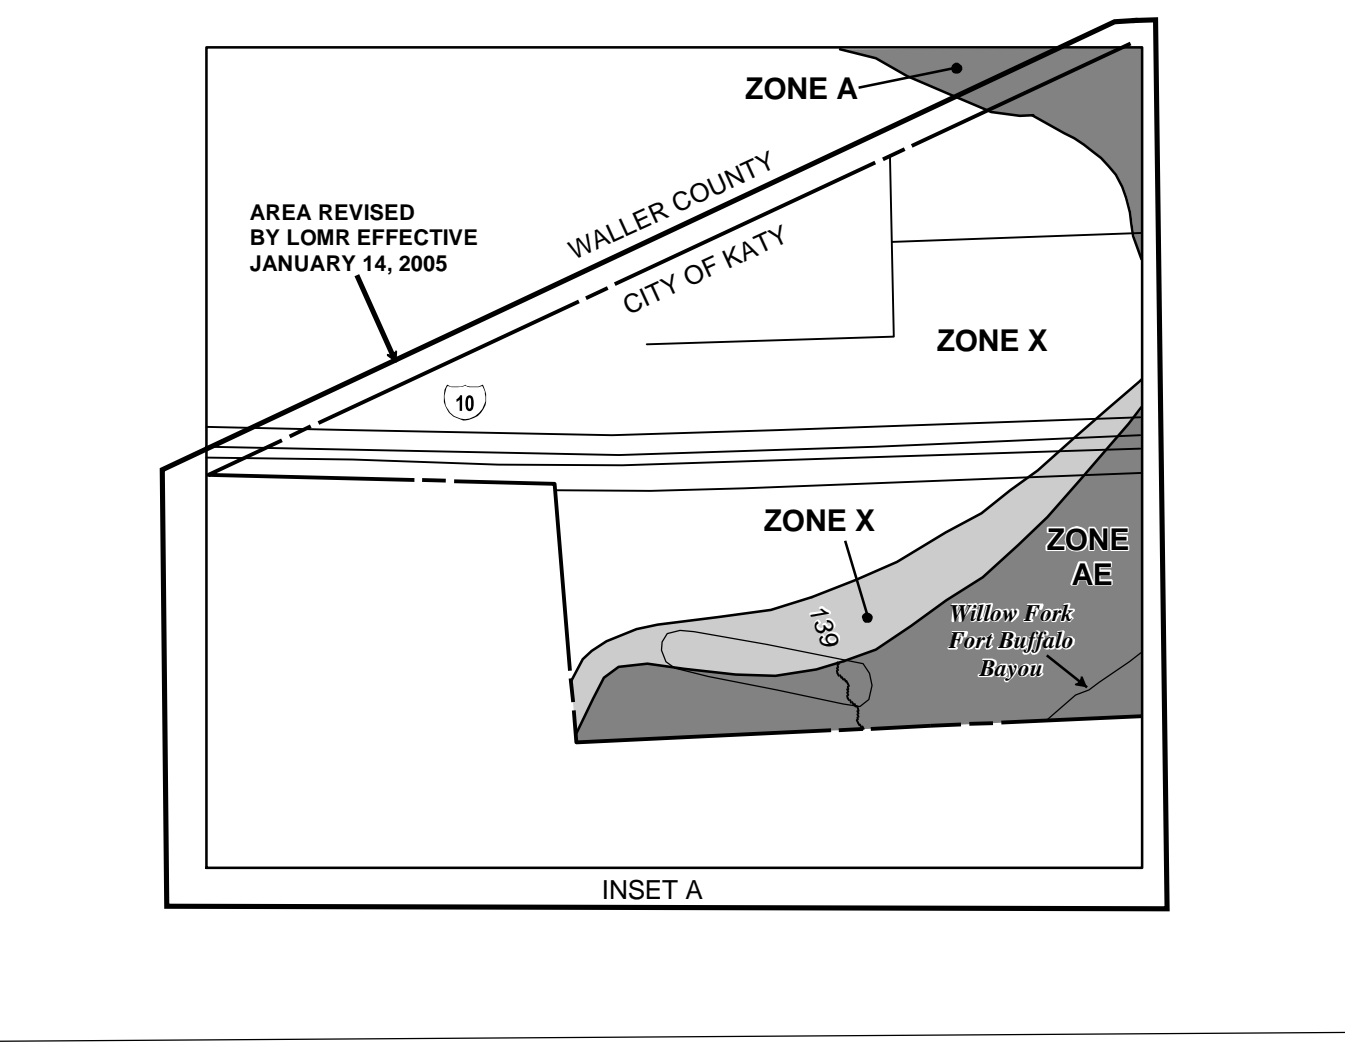 ZONE A
WALLER COUNTY
AREA REVISED
BY LOMR EFFECTIVE
JANUARY 14, 2005
CITY OF KATY
ZONE X
10
ZONE X
ZONE
AE
139
Willow Fork
Fort Buffalo
Bayou
INSET A